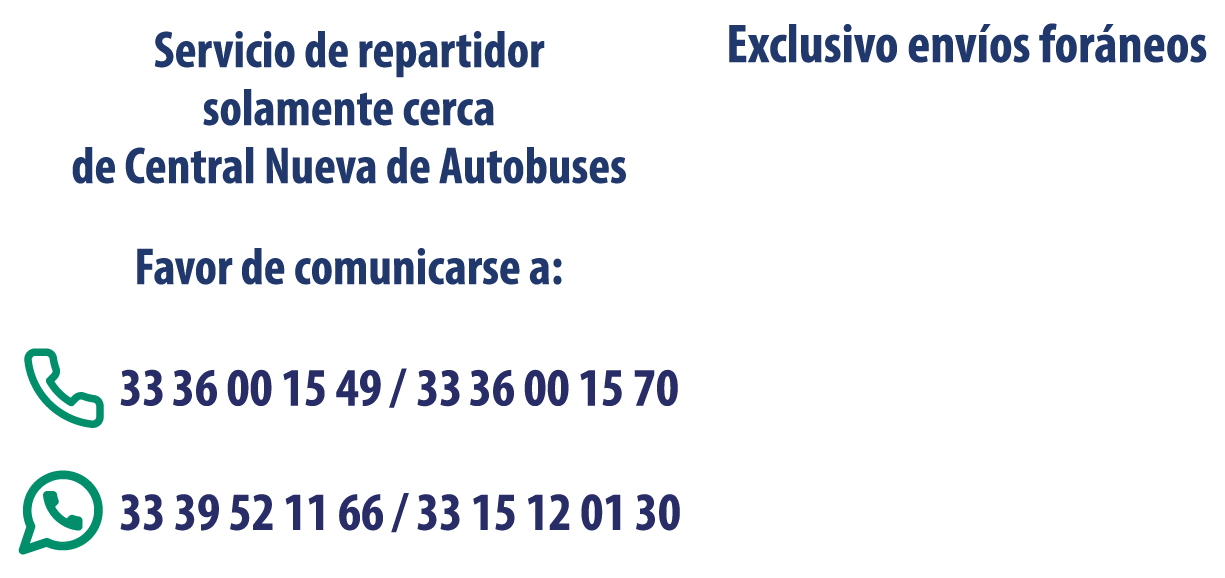 Servicio de repartidor
solamente cerca
de Central Nueva de Autobuses
Favor de comunicarse a:
33 36 00 15 49 / 33 36 00 15 70
33 39 52 11 66 / 33 15 12 01 30
Exclusivo envíos foráneos